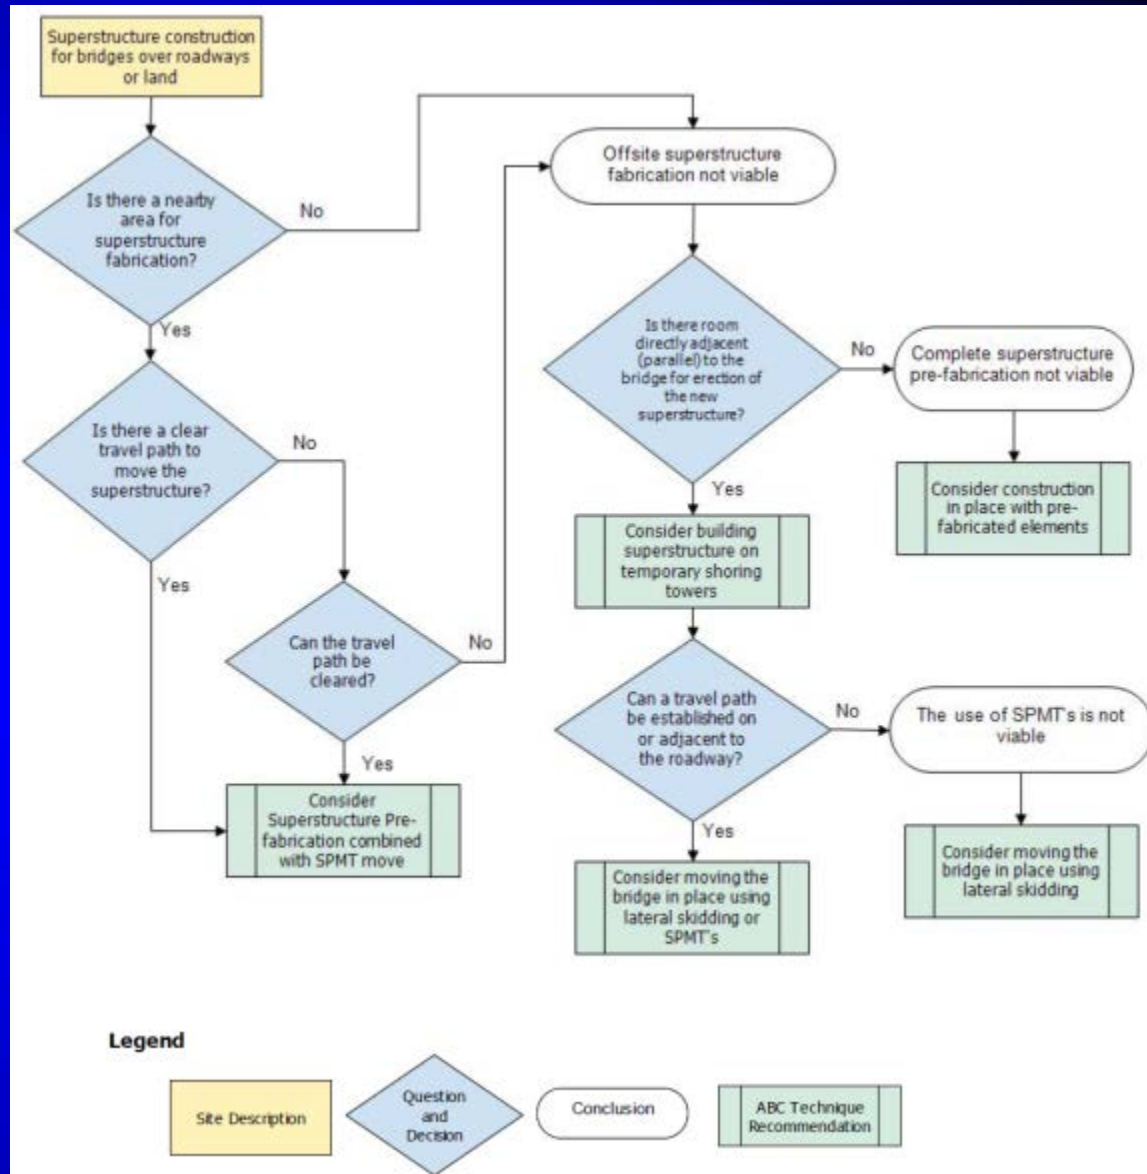 Superstructure construction
for bridges over roadways
or land
Is there a nearby
area for
superstructure
fabrication?
No
Yes
Is there a clear
travel path to
move the
superstructure?
No
Yes
Can the travel
path be
cleared?
No
Yes
Consider
Superstructure Pre-
fabrication combined
with SPMT move
Offsite superstructure
fabrication not viable
Is there room
directly adjacent
(parallel) to the
bridge for erection of
the new
superstructure?
No
Complete superstructure
pre-fabrication not viable
Consider construction
in place with pre-
fabricated elements
Yes
Consider building
superstructure on
temporary shoring
towers
Can a travel path
be established on
or adjacent to
the roadway?
No
The use of SPMT's is not
viable
Consider moving the
bridge in place using
lateral skidding
Yes
Consider moving the
bridge in place using
lateral skidding or
SPMT's
Legend
Site Description
Question
and
Decision
Conclusion
ABC Technique
Recommendation